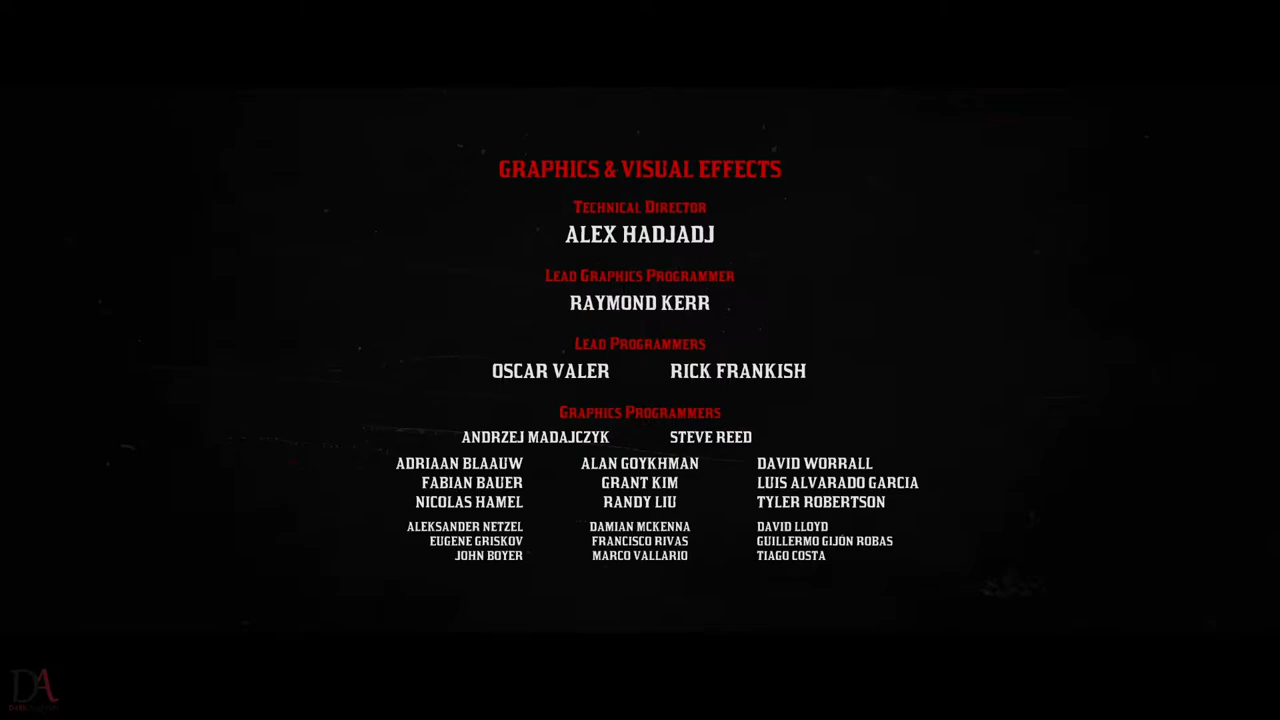 GRAPHICS & VISUAL EFFECTS
TECHNICAL DIRECTOR
ALEX HADJADJ
LEAD GRAPHICS PROGRAMMER
RAYMOND KERR
LEAD PROGRAMMERS
OSCAR VALER RICK FRANKISH
GRAPHICS PROGRAMMERS
ANDRZEJ MADAJCZYK STEVE REED
ADRIAAN BLAAUW ALAN GOYKHMAN DAVID WORRALL
FABIAN BAUER GRANT KIM LUIS ALVARADO GARCIA
NICOLAS HAMEL RANDY LIU TYLER ROBERTSON
ALEKSANDER NETZEL DAMIAN MCKENNA DAVID LLOYD
EUGENE GRISKOV FRANCISCO RIVAS GUILLERMO GIJÓN ROBAS
JOHN BOYER MARCO VALLARIO TIAGO COSTA
DA